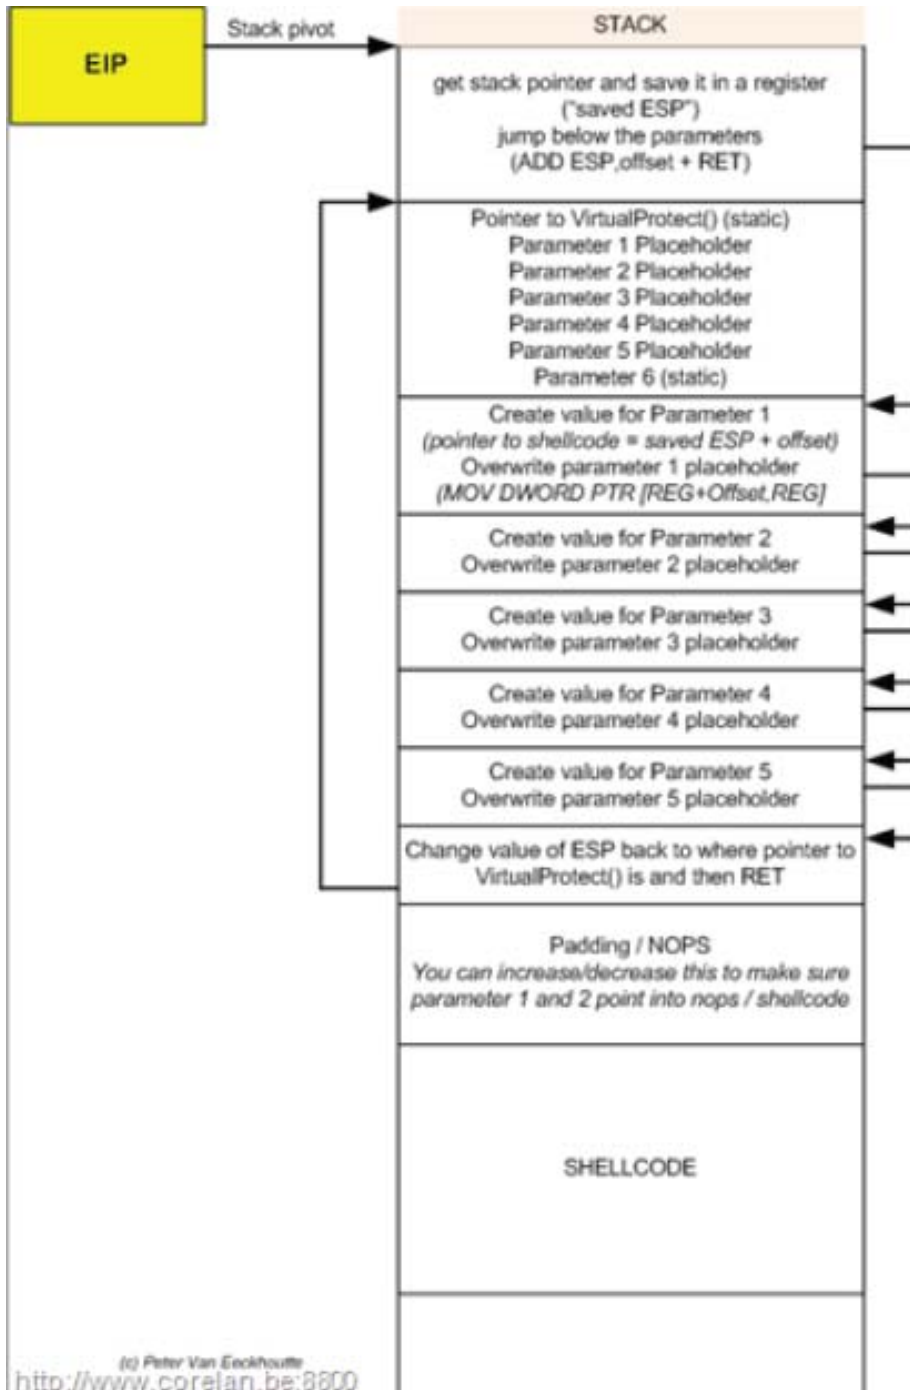 Stack pivot
STACK
EIP
get stack pointer and save it in a register
("saved ESP")
jump below the parameters
(ADD ESP,offset + RET)
Pointer to VirtualProtect() (static)
Parameter 1 Placeholder
Parameter 2 Placeholder
Parameter 3 Placeholder
Parameter 4 Placeholder
Parameter 5 Placeholder
Parameter 6 (static)
Create value for Parameter 1
(pointer to shellcode = saved ESP + offset)
Overwrite parameter 1 placeholder
(MOV DWORD PTR [REG+Offset,REG]
Create value for Parameter 2
Overwrite parameter 2 placeholder
Create value for Parameter 3
Overwrite parameter 3 placeholder
Create value for Parameter 4
Overwrite parameter 4 placeholder
Create value for Parameter 5
Overwrite parameter 5 placeholder
Change value of ESP back to where pointer to
VirtualProtect() is and then RET
Padding / NOPS
You can increase/decrease this to make sure
parameter 1 and 2 point into nops / shellcode
SHELLCODE
(c) Peter Van Eeckhoutte
http://www.corelan.be:8800